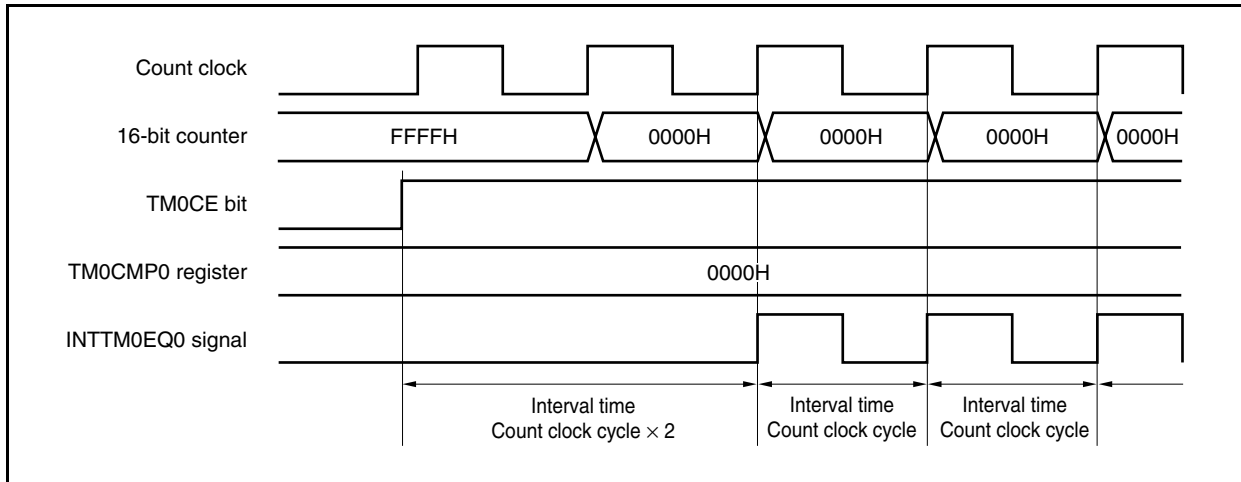 Count clock
16-bit counter
FFFFH
0000H
0000H
0000H
0000H
TM0CE bit
TM0CMP0 register
0000H
INTTM0EQ0 signal
Interval time
Count clock cycle × 2
Interval time
Count clock cycle
Interval time
Count clock cycle